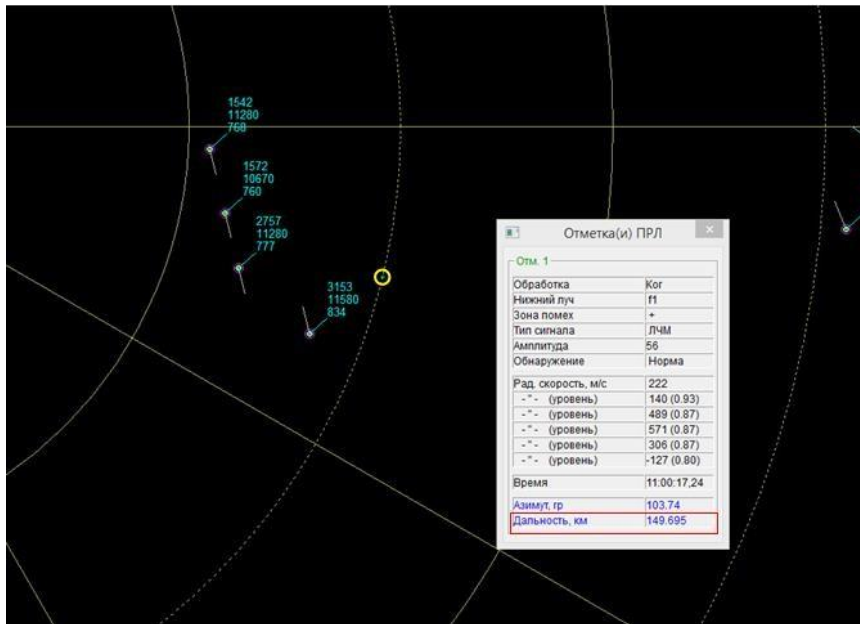 1542
11280
768
1572
10670
760
2757
11280
777
3153
11580
834
Отметка(и) ПРЛ
Отм. 1
Обработка Ког
Нижний луч f1
Зона помех +
Тип сигнала ЛЧМ
Амплитуда 56
Обнаружение Норма
Рад. скорость, м/с 222
- " - (уровень) 140 (0.93)
- " - (уровень) 489 (0.87)
- " - (уровень) 571 (0.87)
- " - (уровень) 306 (0.87)
- " - (уровень) -127 (0.80)
Время 11:00:17,24
Азимут, гр 103.74
Дальность, км 149.695